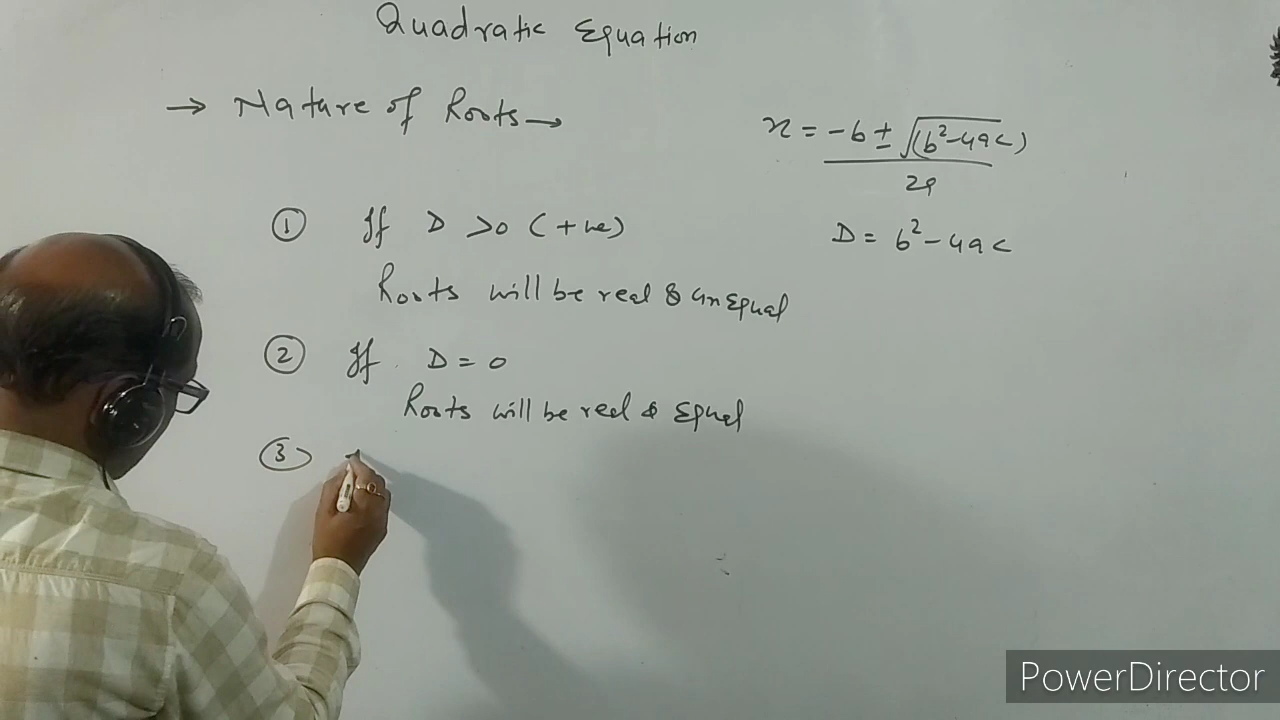 Quadratic Equation
→ Nature of Roots →
x = -b ± √(b²-4ac)
2a
D = b² - 4ac
① If D >0 (+ve)
Roots will be real & unequal
② If D = 0
Roots will be real & Equal
③
PowerDirector